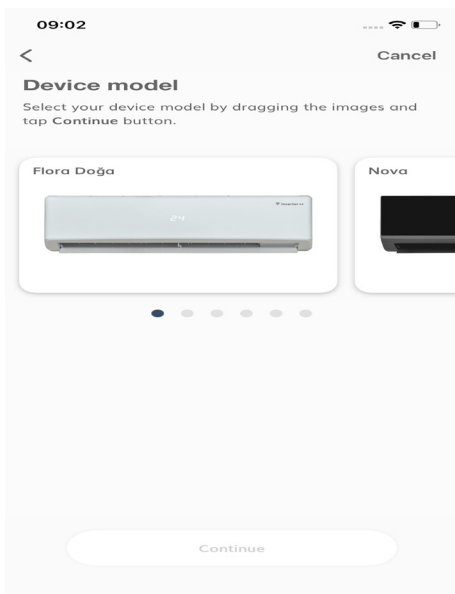 09:02
Cancel
Device model
Select your device model by dragging the images and
tap Continue button.
Flora Doğa
Nova
24
Continue